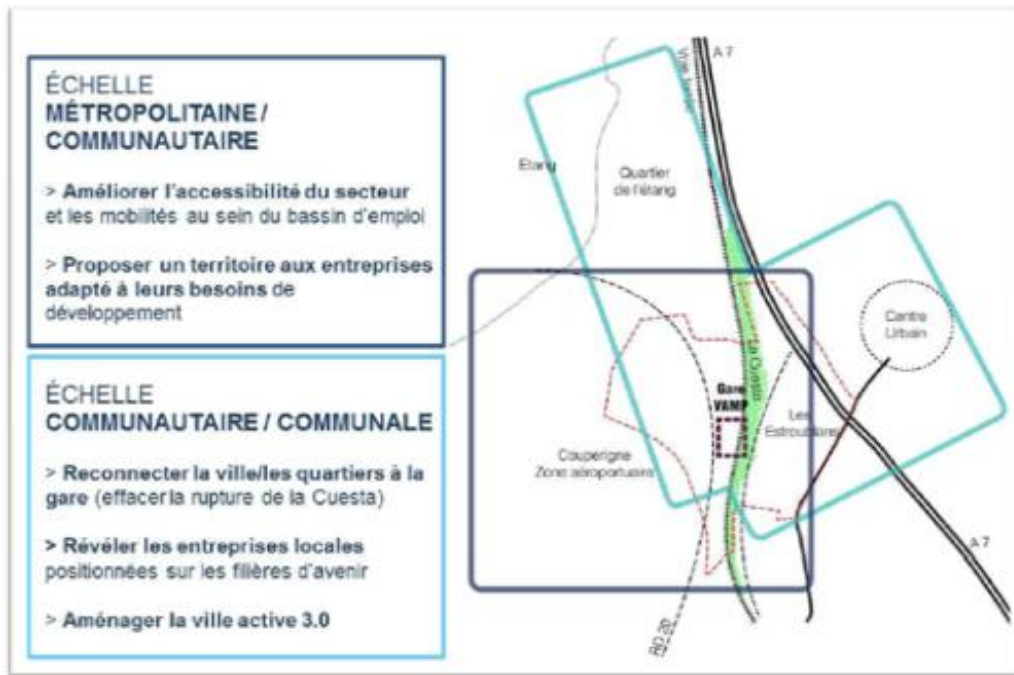 ÉCHELLE
MÉTROPOLITAINE /
COMMUNAUTAIRE
> Améliorer l'accessibilité du secteur
et les mobilités au sein du bassin d'emploi
> Proposer un territoire aux entreprises
adapté à leurs besoins de
développement
ÉCHELLE
COMMUNAUTAIRE / COMMUNALE
> Reconnecter la ville/les quartiers à la
gare (effacer la rupture de la Cuesta)
> Révéler les entreprises locales
positionnées sur les filières d'avenir
> Aménager la ville active 3.0
A 7
Etang
Quartier
de l'étang
Centre
Urbain
La Cuesta
Gare
VAMP
Les
Estroublans
Couperigne
Zone aéroportuaire
A 7
RD 20